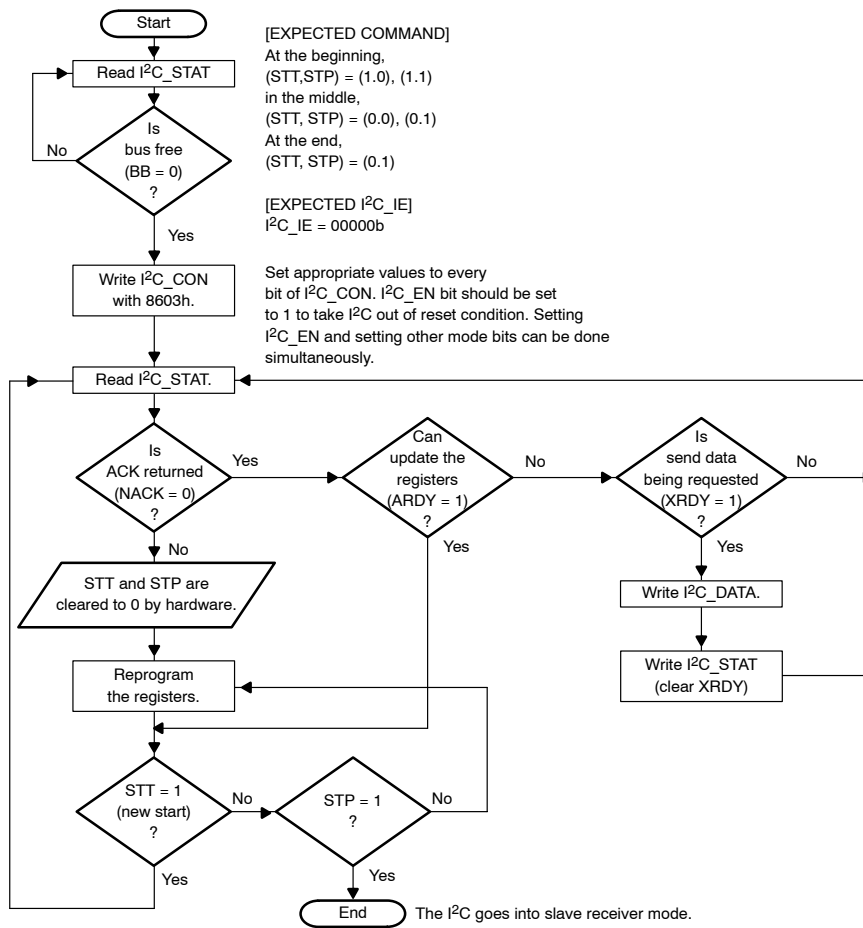 Start
Read I²C_STAT
Is
bus free
(BB = 0)
?
No
Yes
Write I²C_CON
with 8603h.
[EXPECTED COMMAND]
At the beginning,
(STT,STP) = (1.0), (1.1)
in the middle,
(STT, STP) = (0.0), (0.1)
At the end,
(STT, STP) = (0.1)
[EXPECTED I²C_IE]
I²C_IE = 00000b
Set appropriate values to every
bit of I²C_CON. I²C_EN bit should be set
to 1 to take I²C out of reset condition. Setting
I²C_EN and setting other mode bits can be done
simultaneously.
Read I²C_STAT.
Is
ACK returned
(NACK = 0)
?
Yes
No
Can
update the
registers
(ARDY = 1)
?
No
Yes
Is
send data
being requested
(XRDY = 1)
?
No
Yes
STT and STP are
cleared to 0 by hardware.
Write I²C_DATA.
Write I²C_STAT
(clear XRDY)
Reprogram
the registers.
STT = 1
(new start)
?
No
Yes
STP = 1
?
No
Yes
End
The I²C goes into slave receiver mode.